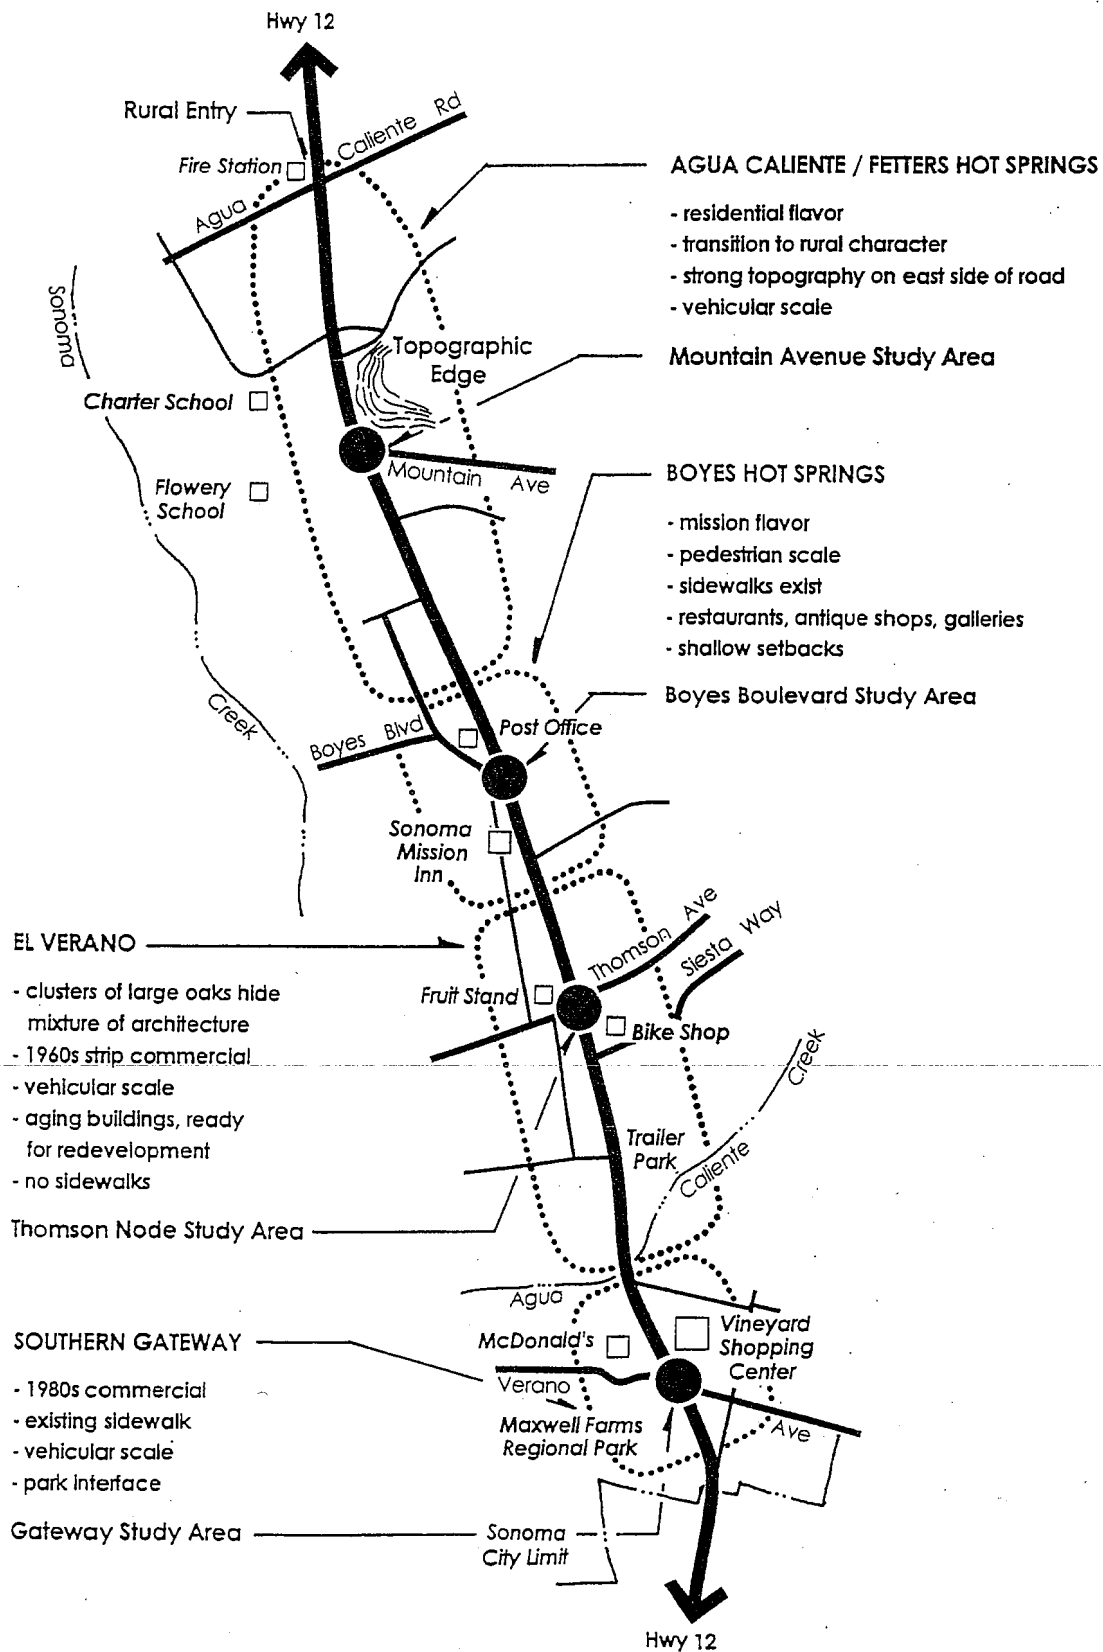 Hwy 12
Rural Entry
Fire Station
Agua Caliente Rd
AGUA CALIENTE / FETTERS HOT SPRINGS
- residential flavor
- transition to rural character
- strong topography on east side of road
- vehicular scale
Sonoma
Topographic
Edge
Mountain Avenue Study Area
Charter School
Mountain Ave
Flowery
School
BOYES HOT SPRINGS
- mission flavor
- pedestrian scale
- sidewalks exist
- restaurants, antique shops, galleries
- shallow setbacks
Creek
Boyes Boulevard Study Area
Boyes Blvd
Post Office
Sonoma
Mission
Inn
EL VERANO
- clusters of large oaks hide
mixture of architecture
- 1960s strip commercial
- vehicular scale
- aging buildings, ready
for redevelopment
- no sidewalks
Thomson Ave
Siesta Way
Fruit Stand
Bike Shop
Creek
Trailer
Park
Caliente
Thomson Node Study Area
Agua
SOUTHERN GATEWAY
- 1980s commercial
- existing sidewalk
- vehicular scale
- park interface
McDonald's
Vineyard
Shopping
Center
Verano
Ave
Maxwell Farms
Regional Park
Gateway Study Area
Sonoma
City Limit
Hwy 12